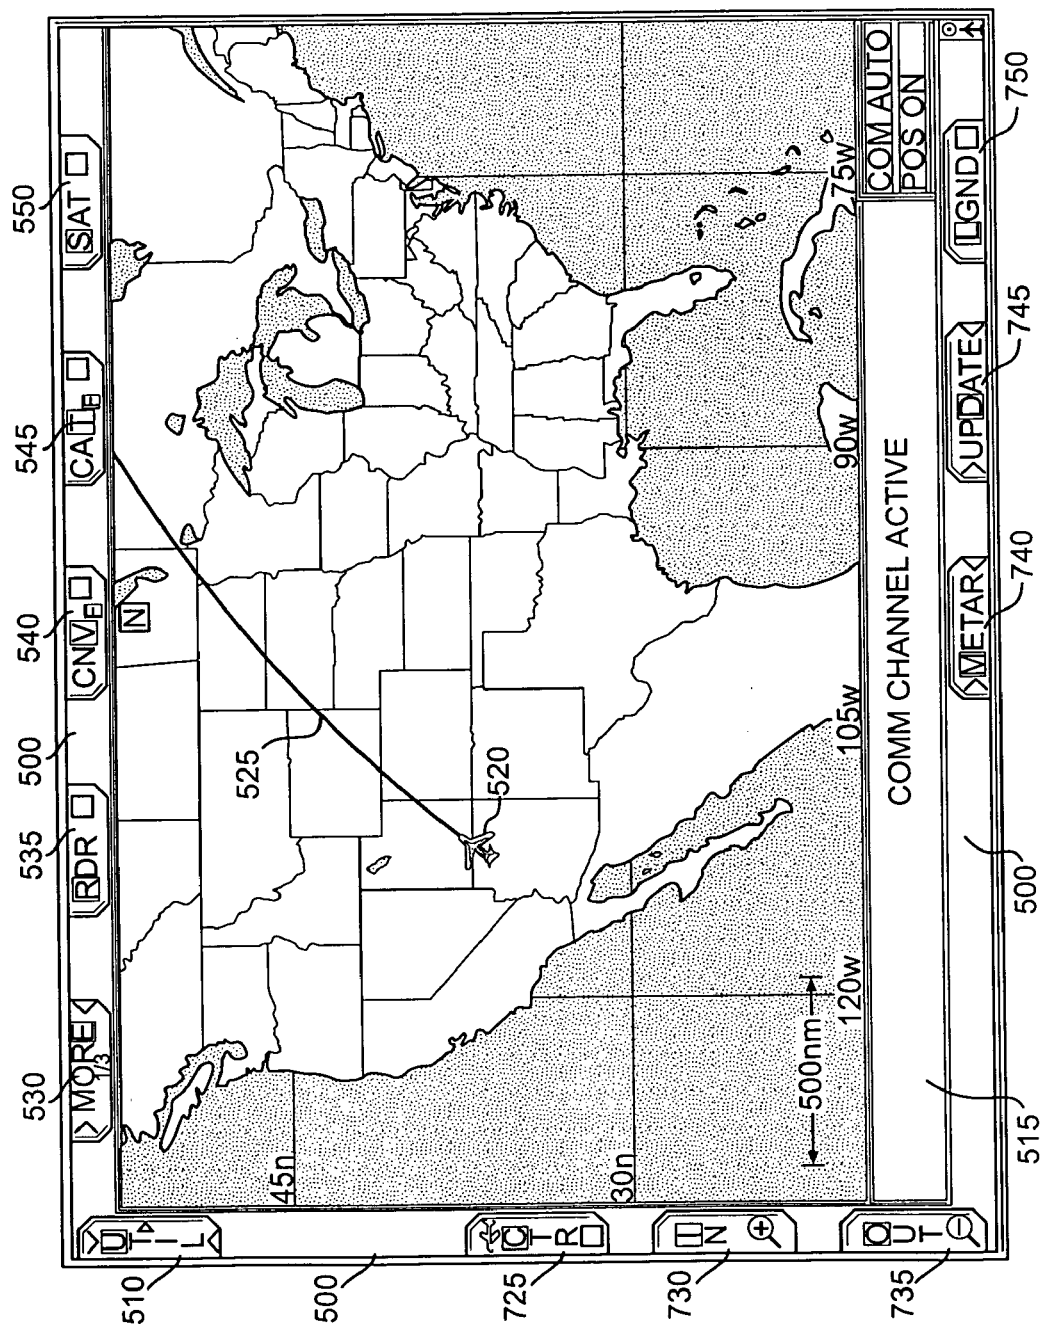 530
535
500
540
545
550
>MORE<
1/3
RDR
CNV
E
CAT
E
SAT
510
UTIL
500
725
CTR
730
IN
735
OUT
N
525
520
45n
30n
500nm
120w
105w
90w
75w
COMM CHANNEL ACTIVE
COM AUTO
POS ON
>METAR<
>UPDATE<
LGND
515
500
740
745
750